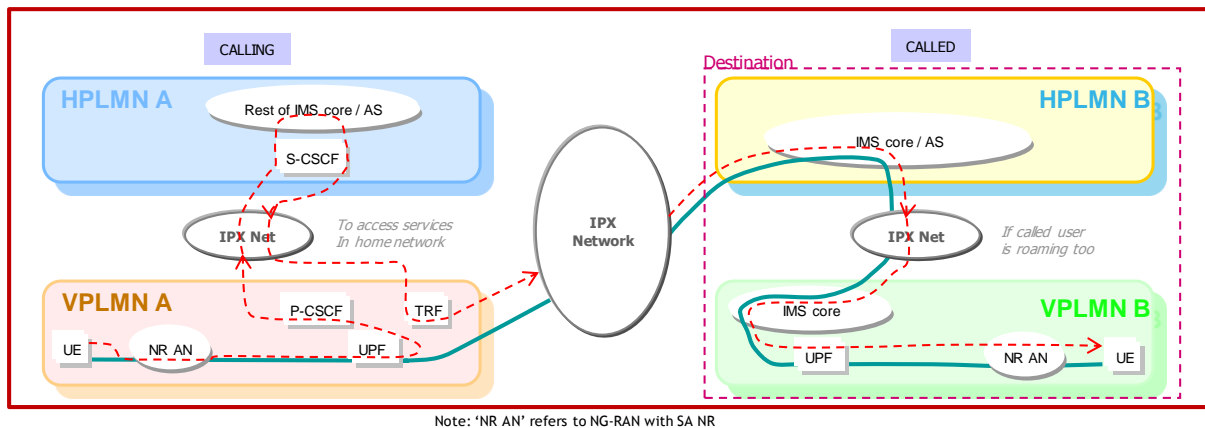 CALLING
CALLED
Destination
HPLMN A
Rest of IMS core / AS
S-CSCF
IPX Net
To access services
In home network
VPLMN A
P-CSCF
TRF
UE
NR AN
UPF
IPX
Network
HPLMN B
IMS core / AS
IPX Net
If called user
is roaming too
VPLMN B
IMS core
UPF
NR AN
UE
Note: ‘NR AN’ refers to NG-RAN with SA NR